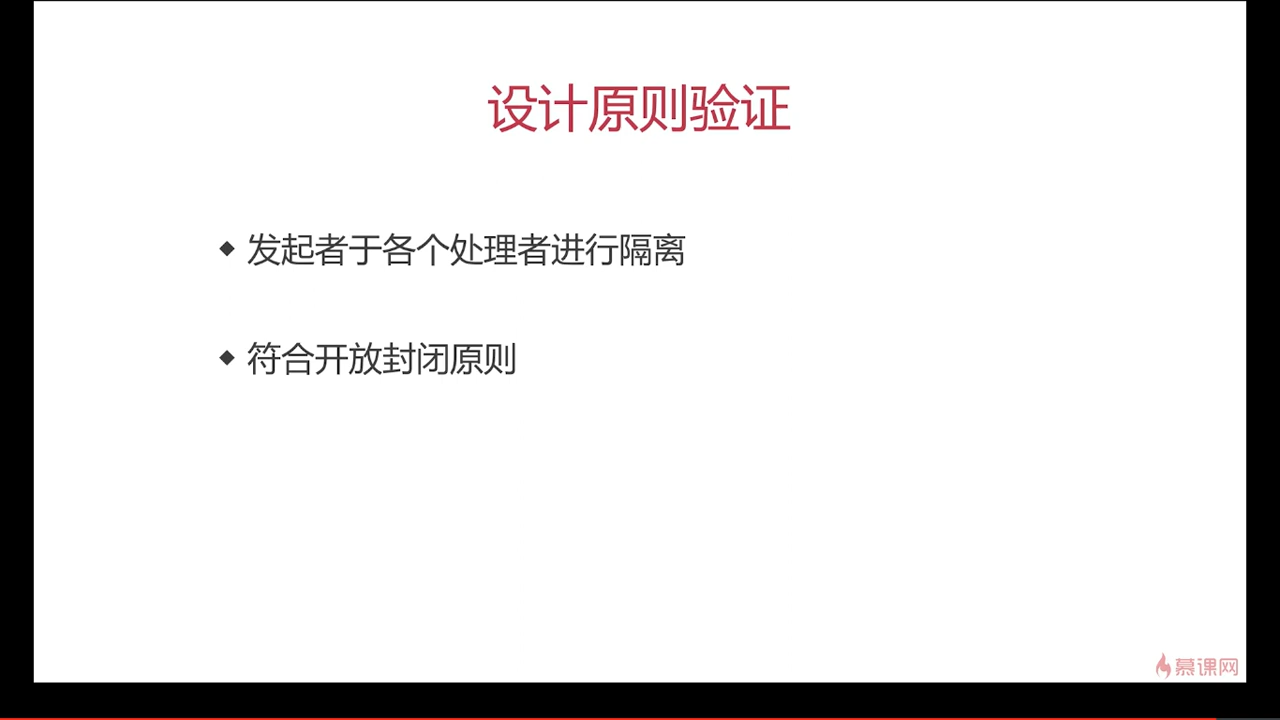 设计原则验证
◆ 发起者于各个处理者进行隔离
◆ 符合开放封闭原则
慕课网